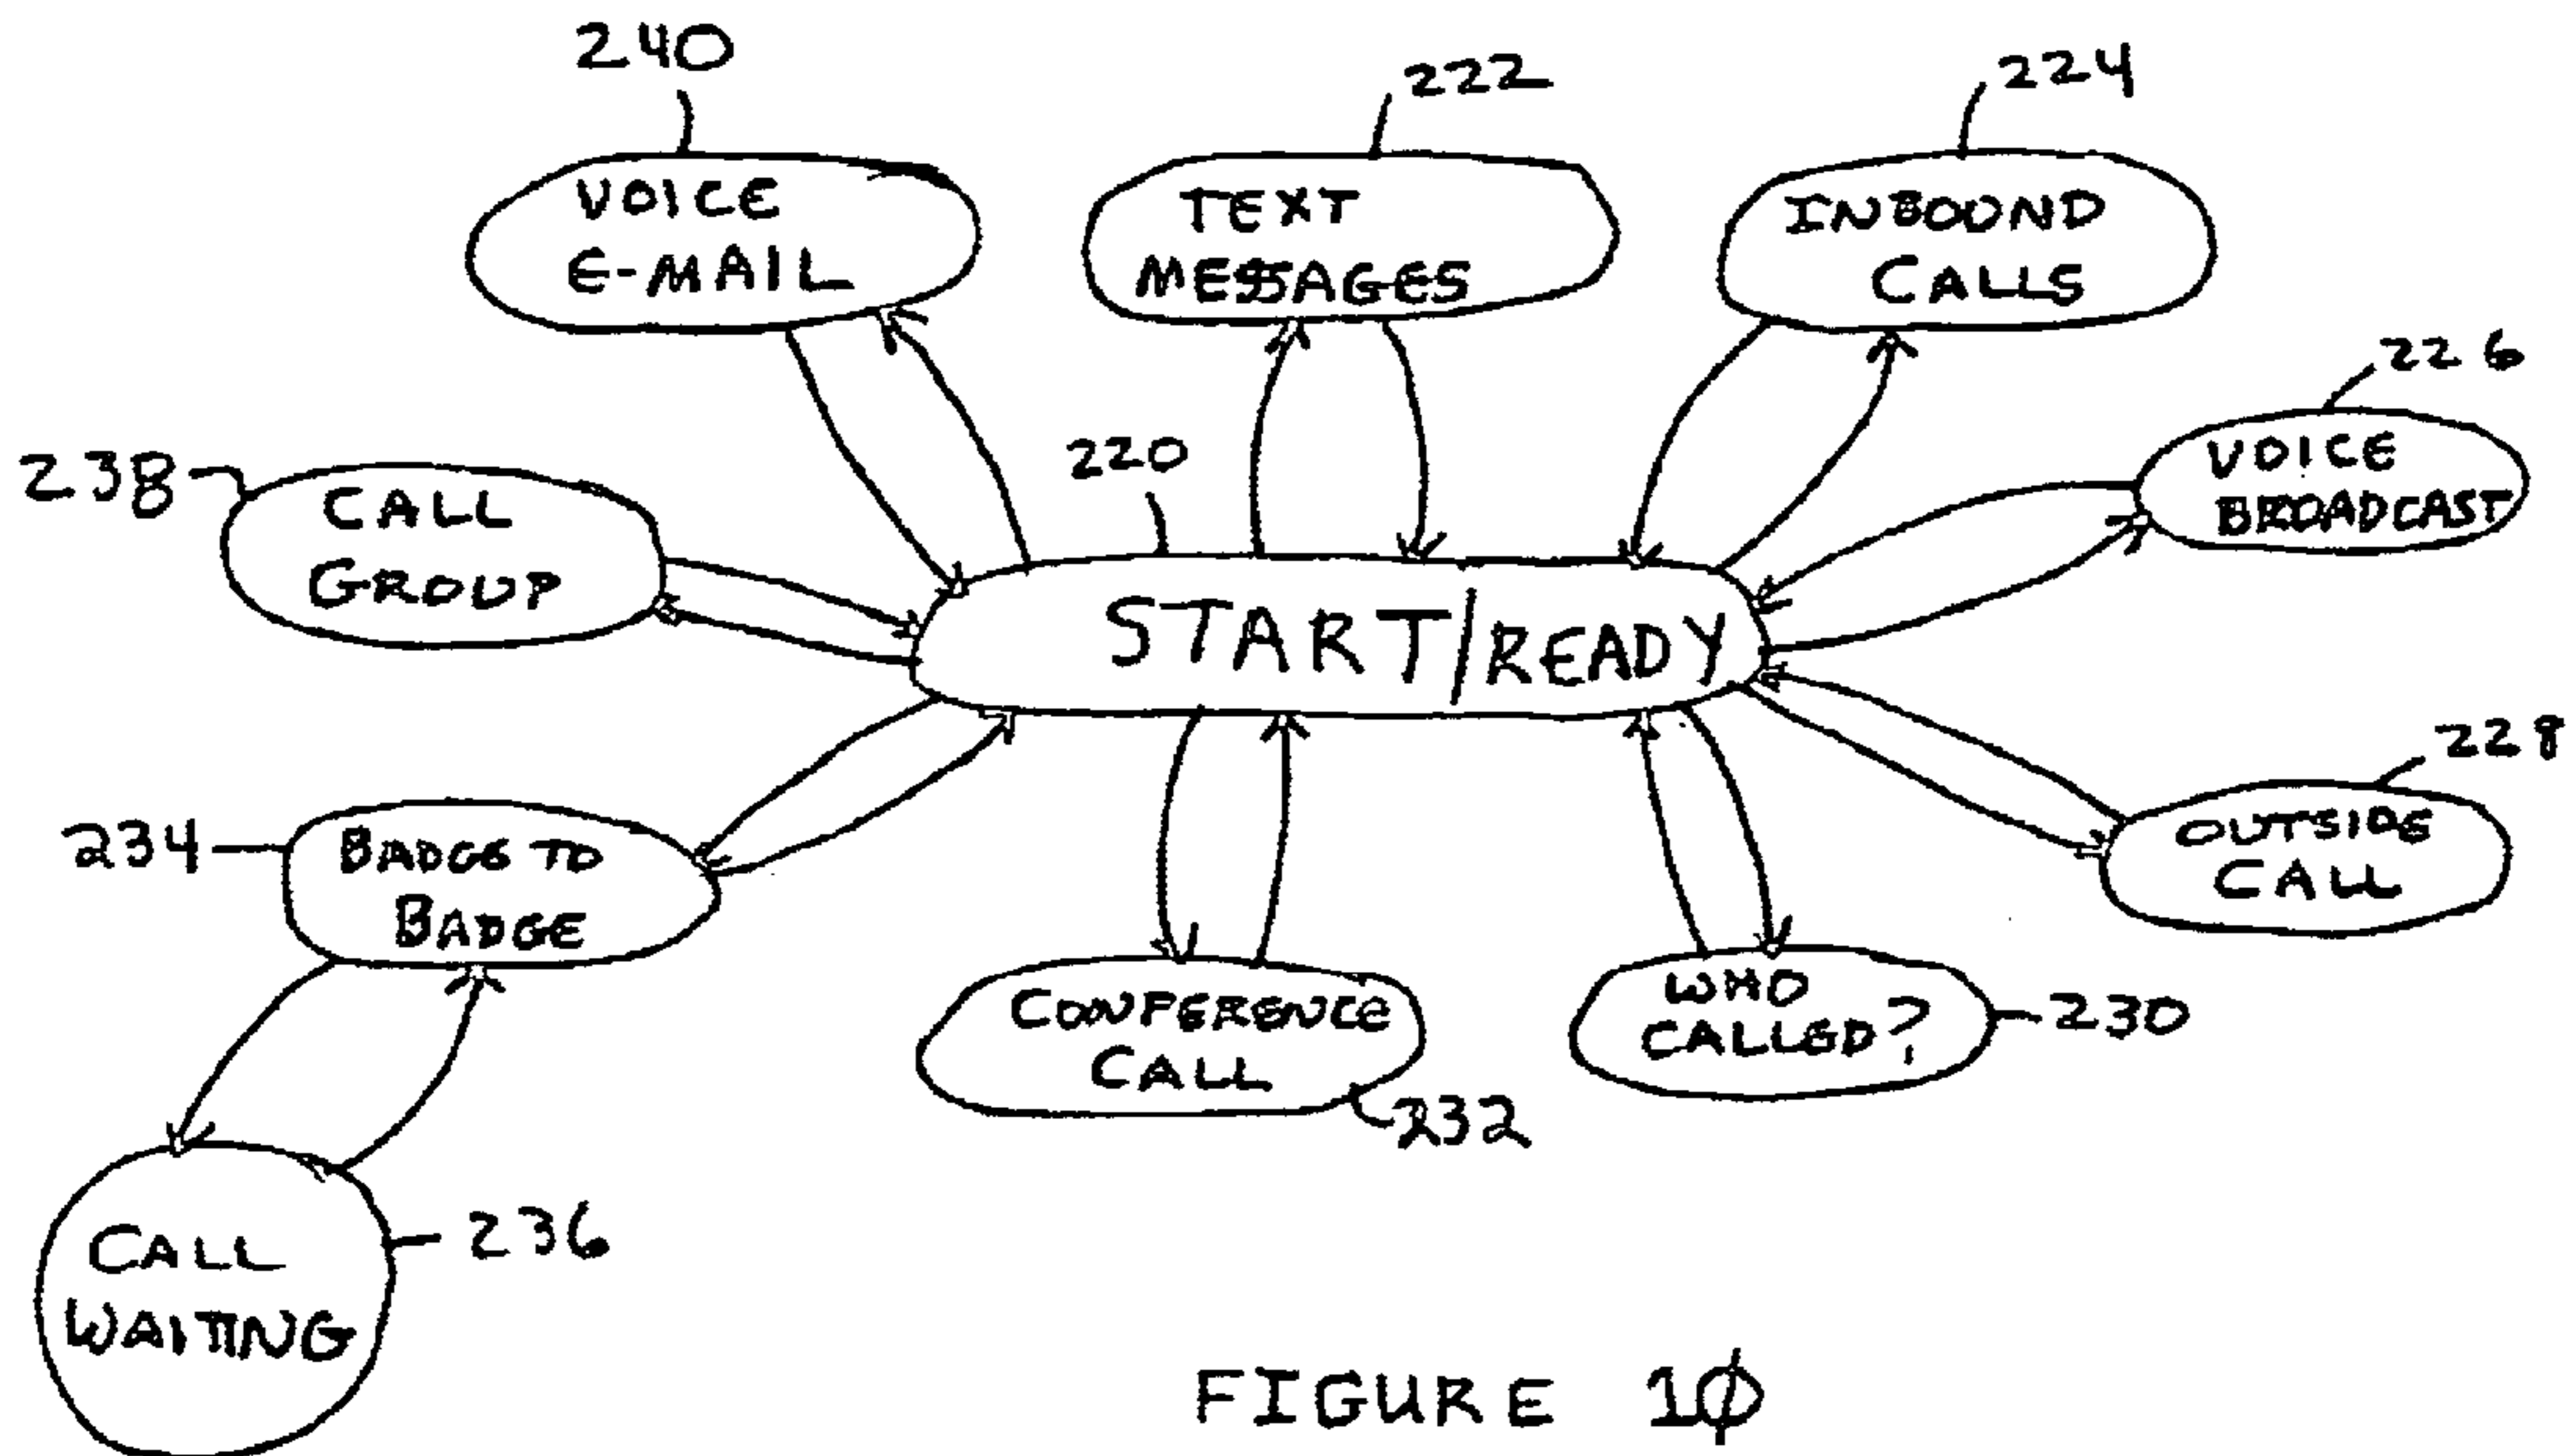 240
222
224
VOICE
E-MAIL
TEXT
MESSAGES
INBOUND
CALLS
226
VOICE
BROADCAST
220
238
CALL
GROUP
START/READY
228
OUTSIDE
CALL
234
BADGE TO
BADGE
WHO
CALLED?
230
CONFERENCE
CALL
232
236
CALL
WAITING
FIGURE 10